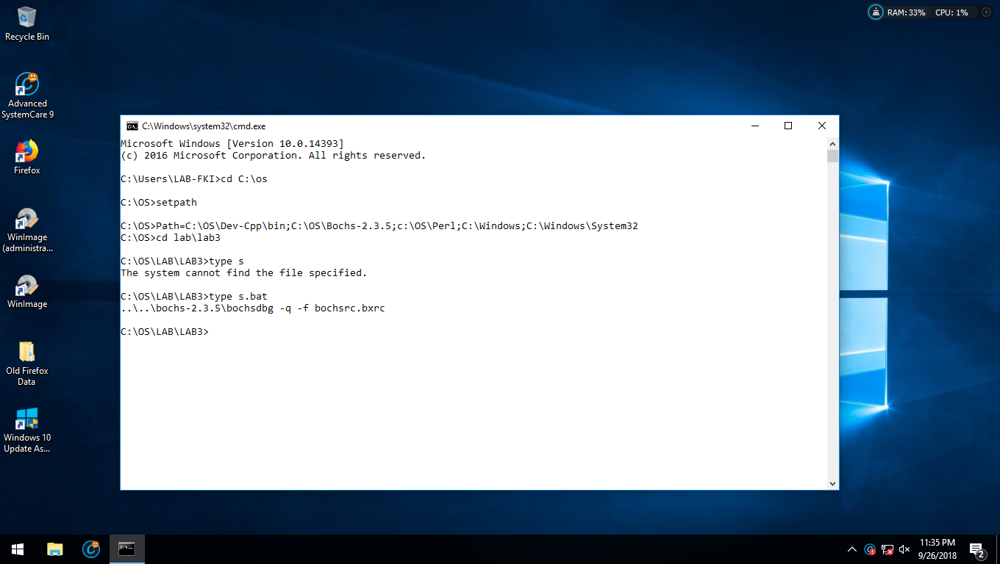 Recycle Bin
Advanced
SystemCare 9
Firefox
WinImage
(administra...
WinImage
Old Firefox
Data
Windows 10
Update As...
RAM: 33% CPU: 1%
C:\Windows\system32\cmd.exe
Microsoft Windows [Version 10.0.14393]
(c) 2016 Microsoft Corporation. All rights reserved.
C:\Users\LAB-FKI>cd C:\os
C:\OS>setpath
C:\OS>Path=C:\OS\Dev-Cpp\bin;C:\OS\Bochs-2.3.5;c:\OS\Perl;C:\Windows;C:\Windows\System32
C:\OS>cd lab\lab3
C:\OS\LAB\LAB3>type s
The system cannot find the file specified.
C:\OS\LAB\LAB3>type s.bat
..\..\bochs-2.3.5\bochsdbg -q -f bochsrc.bxrc
C:\OS\LAB\LAB3>
11:35 PM
9/26/2018
2